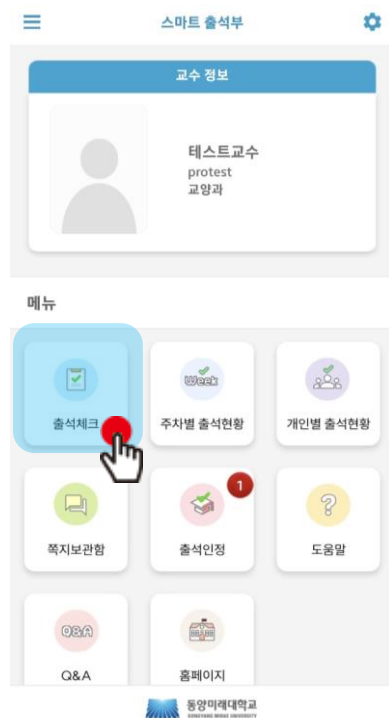 스마트 출석부
교수 정보
테스트교수
protest
교양과
메뉴
출석체크
Week
주차별 출석현황
개인별 출석현황
1
쪽지보관함
출석인정
?
도움말
Q&A
Q&A
홈페이지
동양미래대학교
DONGYANG MIRAE UNIVERSITY